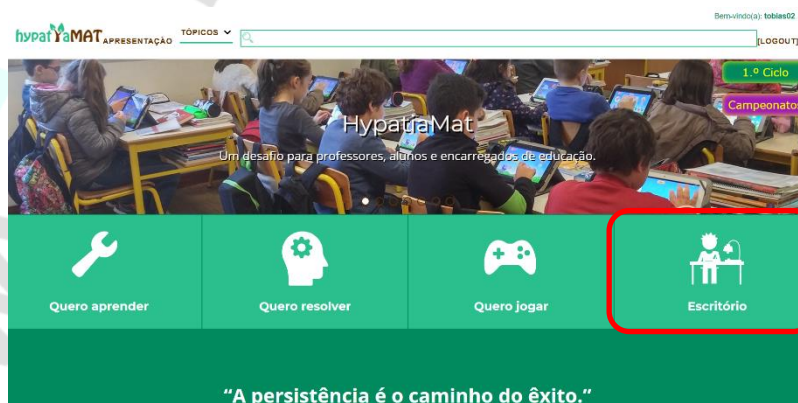 Bem-vindo(a): tobias02
hypatiaMAT APRESENTAÇÃO TÓPICOS [LOGOUT]
1.º Ciclo
Campeonatos
HypatiaMat
Um desafio para professores, alunos e encarregados de educação.
Quero aprender Quero resolver Quero jogar Escritório
“A persistência é o caminho do êxito.”